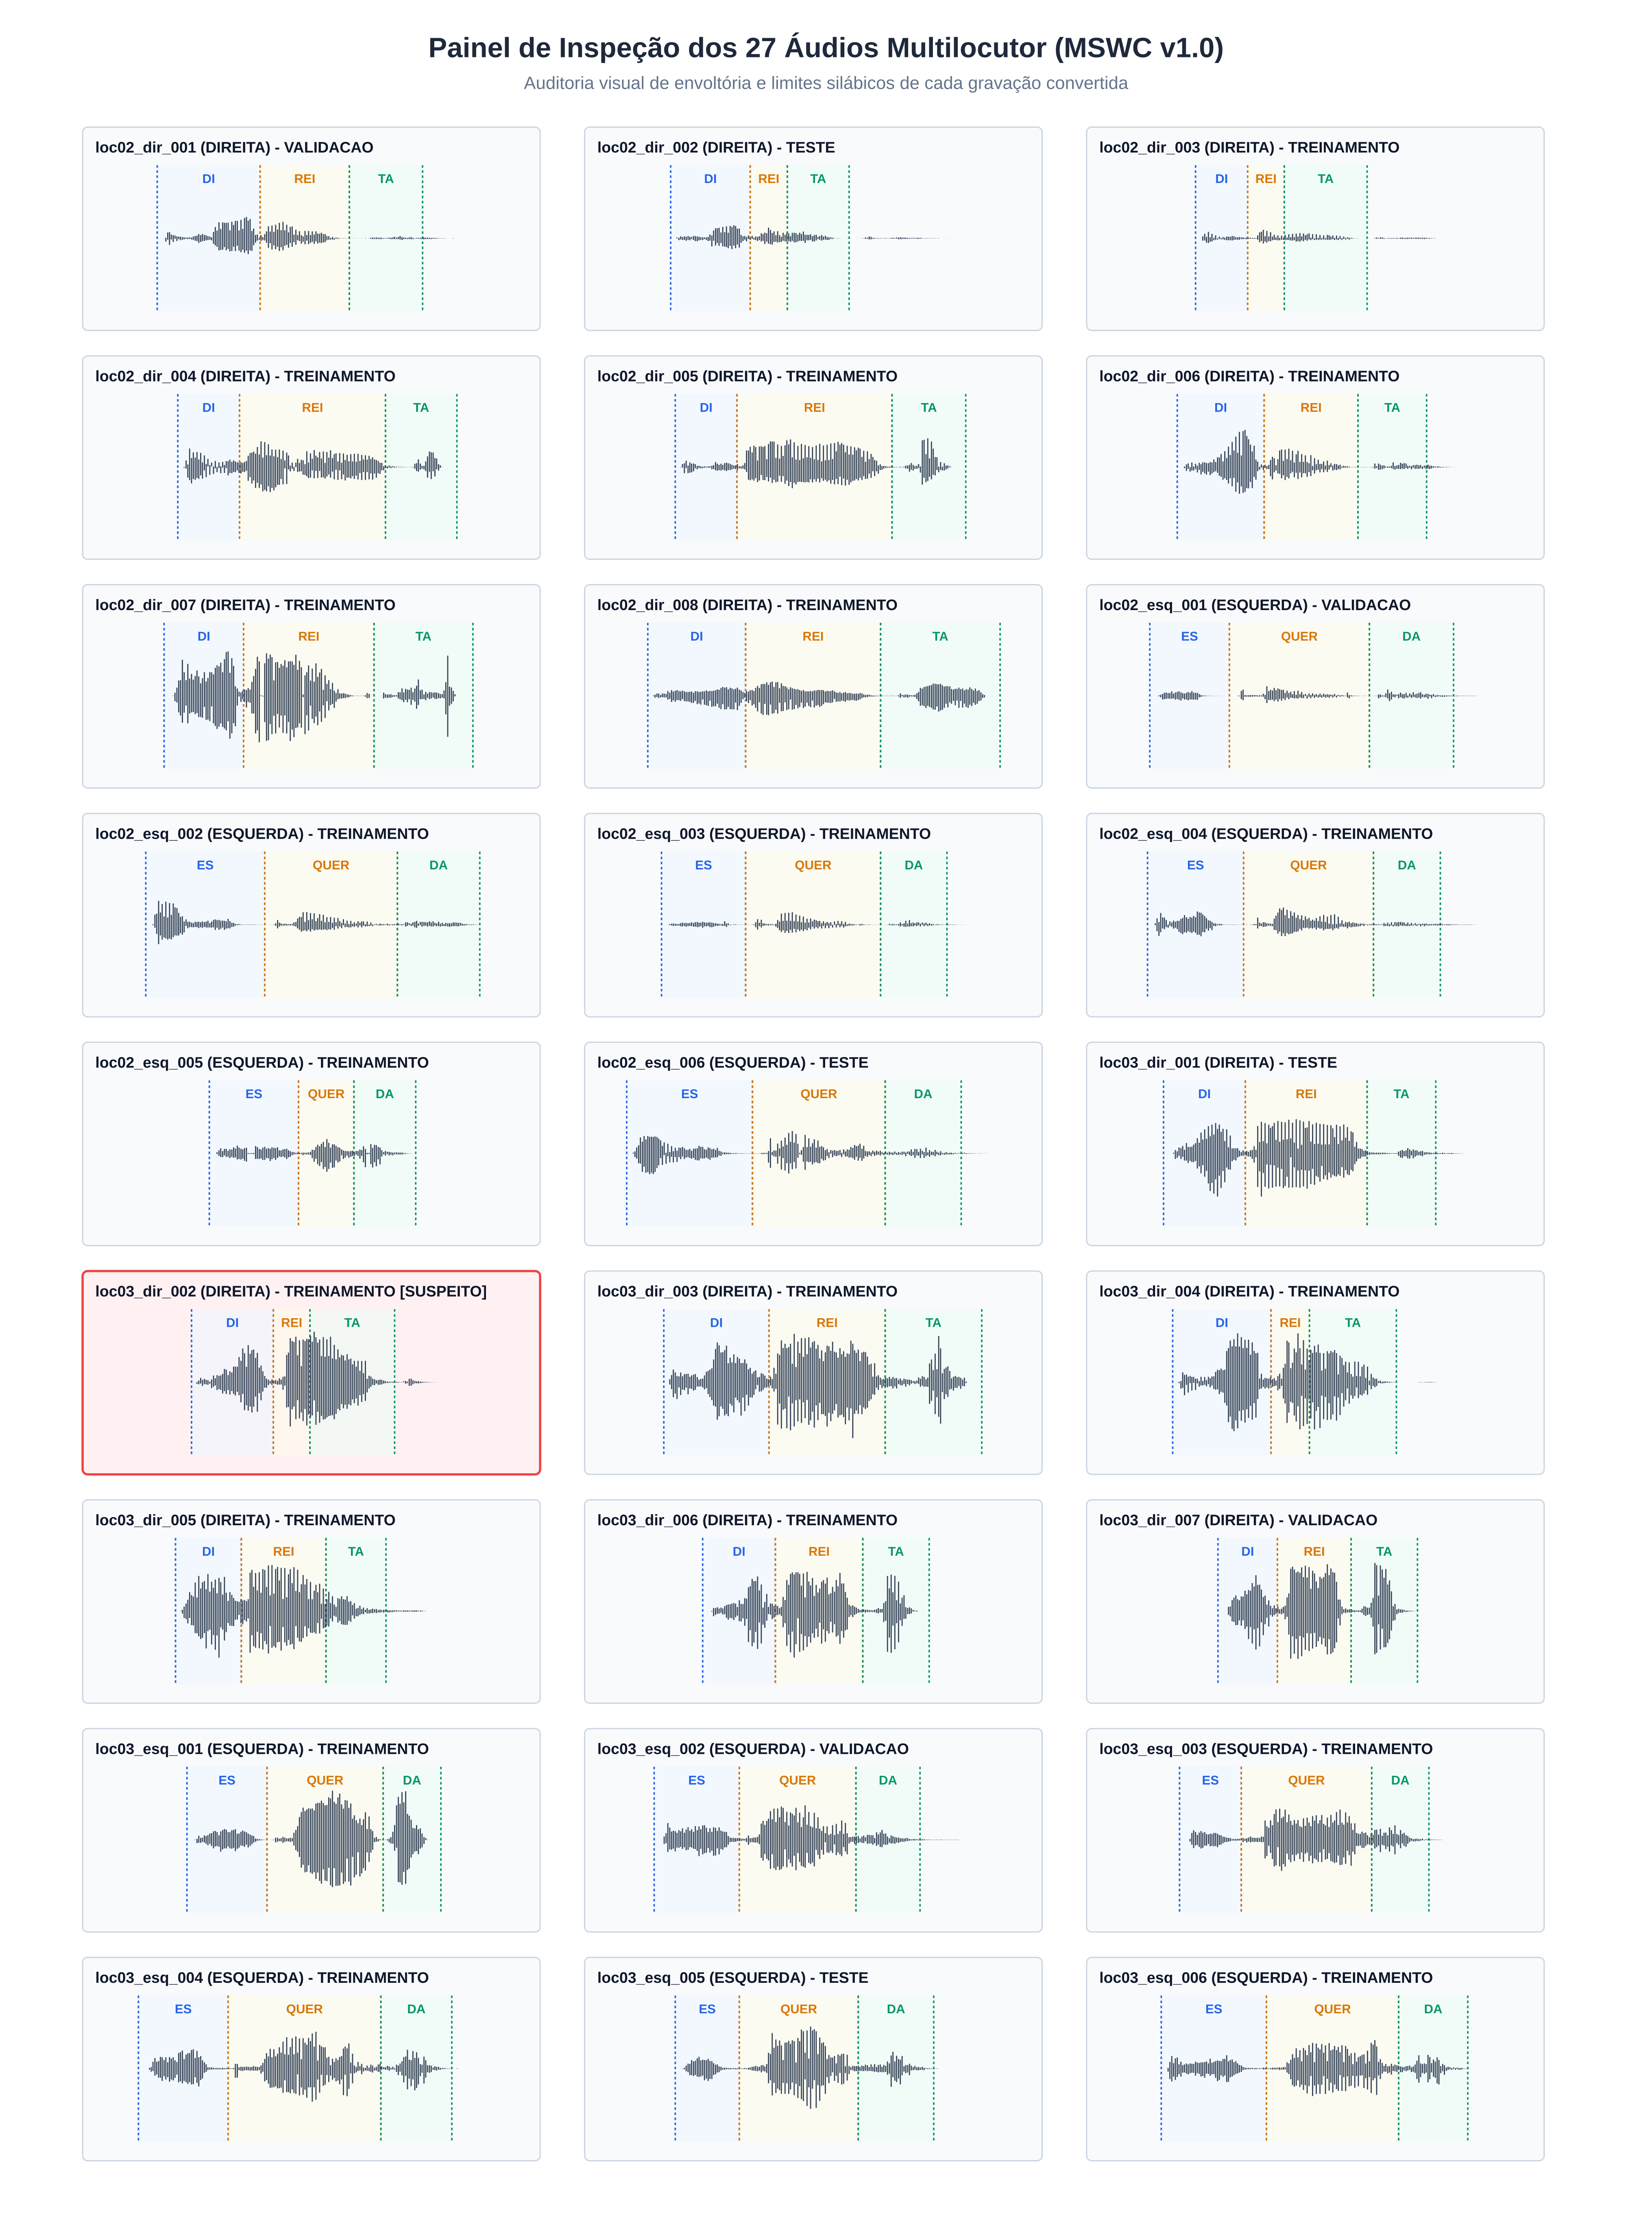 Painel de Inspeção dos 27 Áudios Multilocutor (MSWC v1.0)
Auditoria visual de envoltória e limites silábicos de cada gravação convertida
loc02_dir_001 (DIREITA) - VALIDACAO
DI REI TA
loc02_dir_002 (DIREITA) - TESTE
DI REI TA
loc02_dir_003 (DIREITA) - TREINAMENTO
DI REI TA
loc02_dir_004 (DIREITA) - TREINAMENTO
DI REI TA
loc02_dir_005 (DIREITA) - TREINAMENTO
DI REI TA
loc02_dir_006 (DIREITA) - TREINAMENTO
DI REI TA
loc02_dir_007 (DIREITA) - TREINAMENTO
DI REI TA
loc02_dir_008 (DIREITA) - TREINAMENTO
DI REI TA
loc02_esq_001 (ESQUERDA) - VALIDACAO
ES QUER DA
loc02_esq_002 (ESQUERDA) - TREINAMENTO
ES QUER DA
loc02_esq_003 (ESQUERDA) - TREINAMENTO
ES QUER DA
loc02_esq_004 (ESQUERDA) - TREINAMENTO
ES QUER DA
loc02_esq_005 (ESQUERDA) - TREINAMENTO
ES QUER DA
loc02_esq_006 (ESQUERDA) - TESTE
ES QUER DA
loc03_dir_001 (DIREITA) - TESTE
DI REI TA
loc03_dir_002 (DIREITA) - TREINAMENTO [SUSPEITO]
DI REI TA
loc03_dir_003 (DIREITA) - TREINAMENTO
DI REI TA
loc03_dir_004 (DIREITA) - TREINAMENTO
DI REI TA
loc03_dir_005 (DIREITA) - TREINAMENTO
DI REI TA
loc03_dir_006 (DIREITA) - TREINAMENTO
DI REI TA
loc03_dir_007 (DIREITA) - VALIDACAO
DI REI TA
loc03_esq_001 (ESQUERDA) - TREINAMENTO
ES QUER DA
loc03_esq_002 (ESQUERDA) - VALIDACAO
ES QUER DA
loc03_esq_003 (ESQUERDA) - TREINAMENTO
ES QUER DA
loc03_esq_004 (ESQUERDA) - TREINAMENTO
ES QUER DA
loc03_esq_005 (ESQUERDA) - TESTE
ES QUER DA
loc03_esq_006 (ESQUERDA) - TREINAMENTO
ES QUER DA